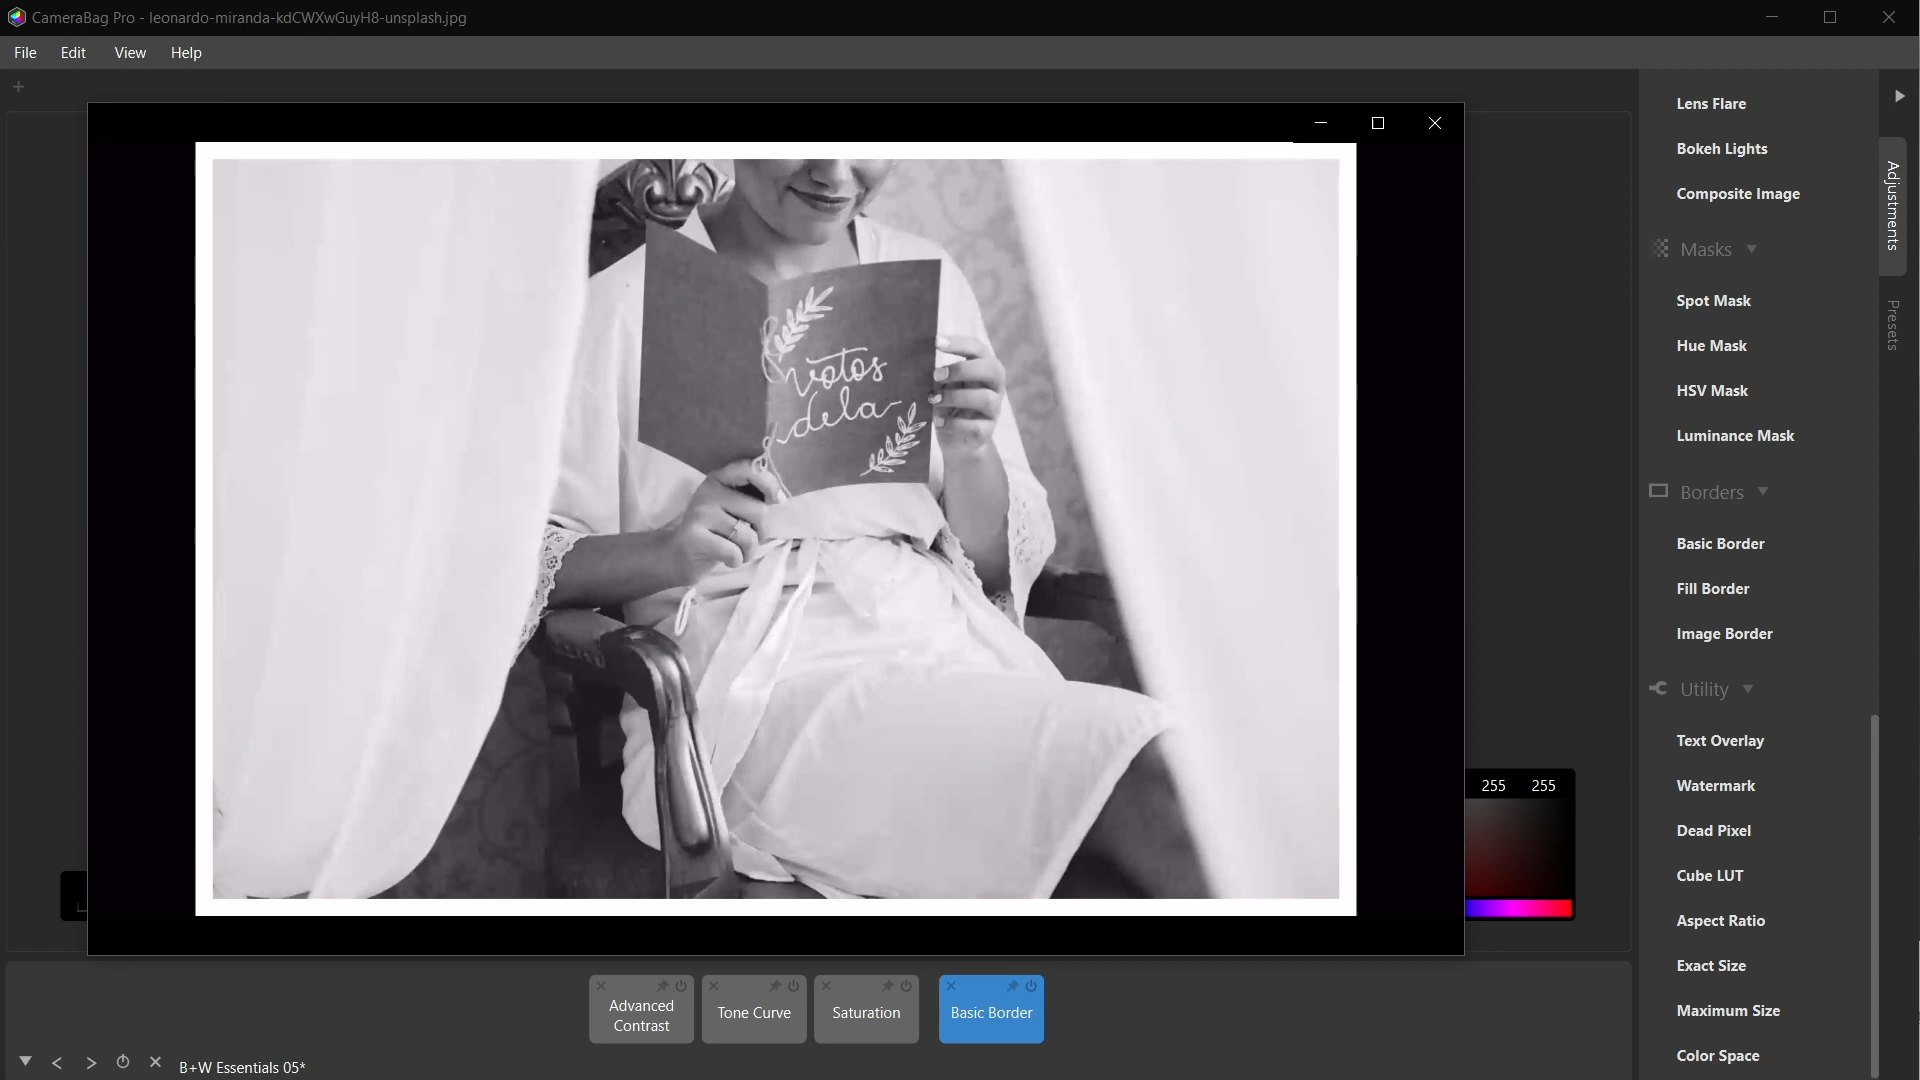 CameraBag Pro - leonardo-miranda-kdCWXwGuyH8-unsplash.jpg
File Edit View Help
votos
dela
Lens Flare
Bokeh Lights
Composite Image
Masks
Spot Mask
Hue Mask
HSV Mask
Luminance Mask
Borders
Basic Border
Fill Border
Image Border
Utility
Text Overlay
Watermark
Dead Pixel
Cube LUT
Aspect Ratio
Exact Size
Maximum Size
Color Space
Adjustments
Presets
255 255
Advanced
Contrast
Tone Curve
Saturation
Basic Border
B+W Essentials 05*